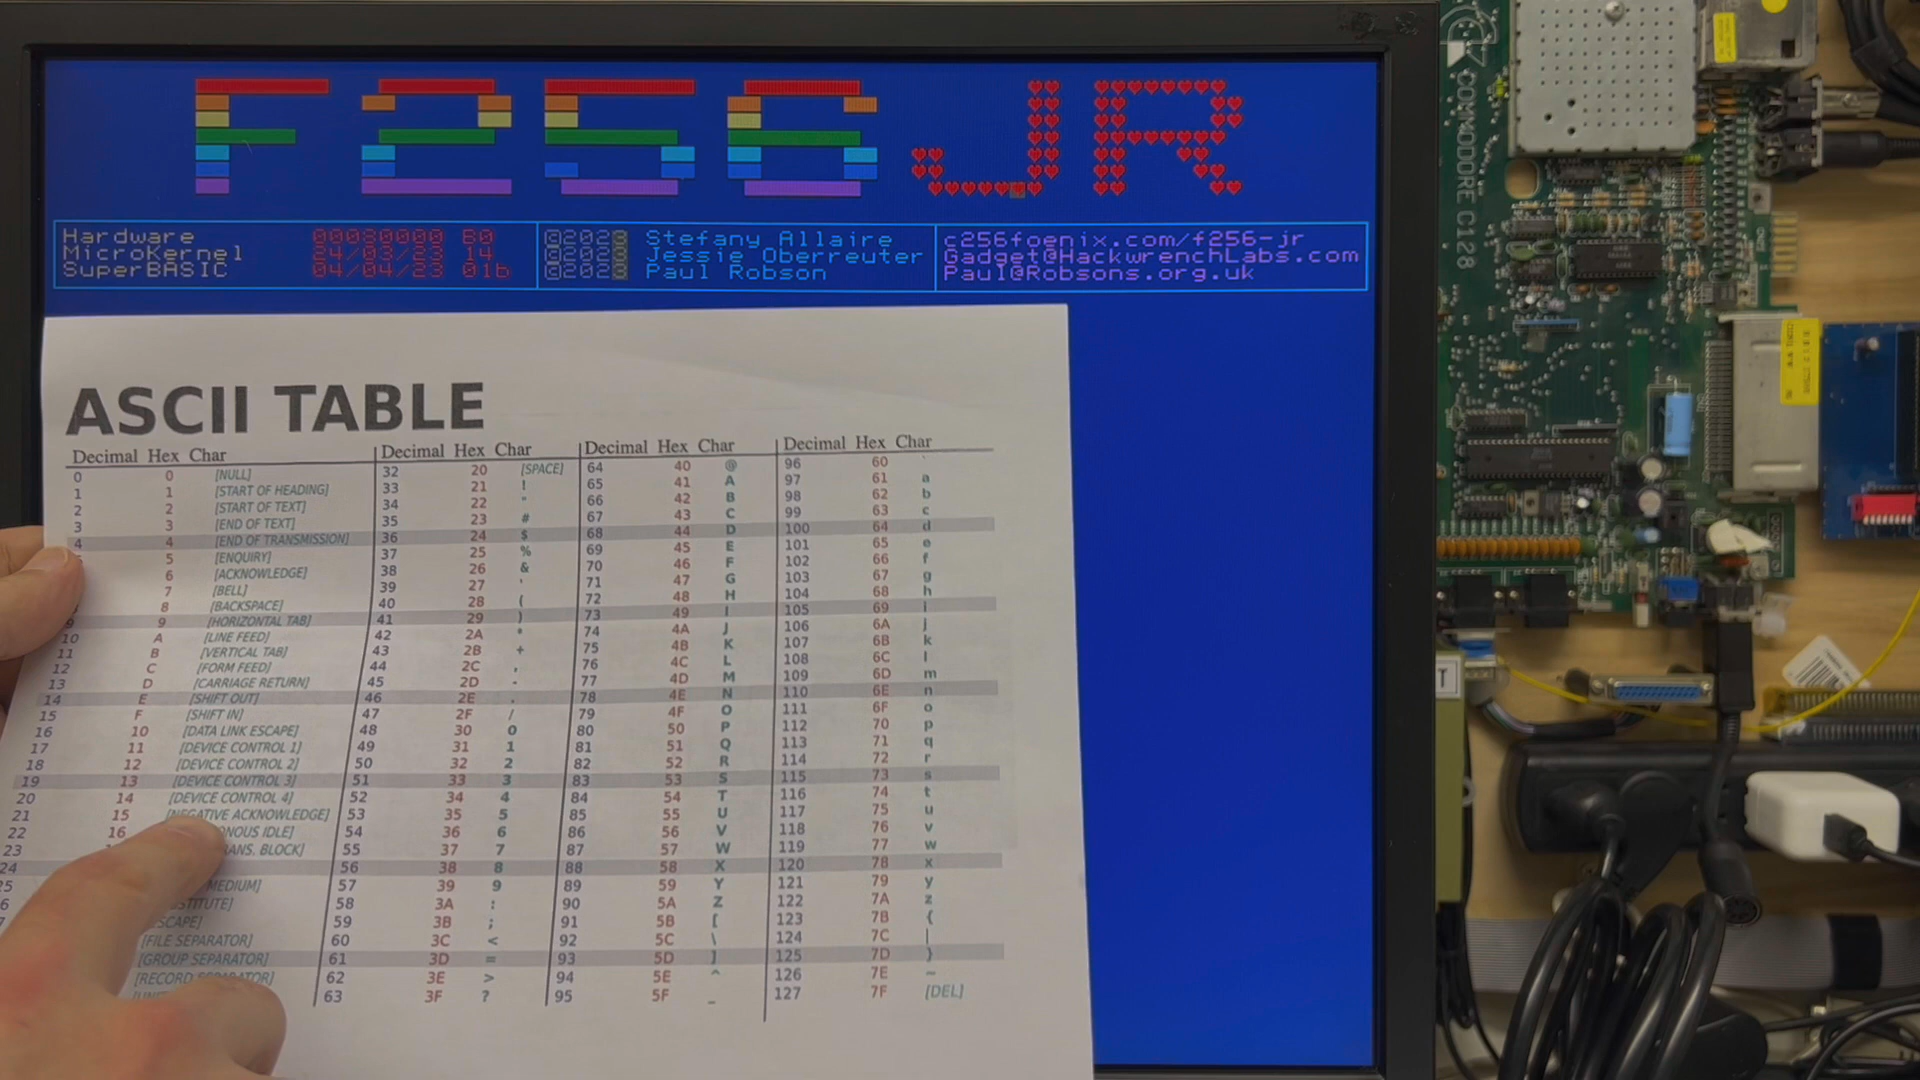 F256JR
Hardware 00080000 B0 ©2023 Stefany Allaire c256foenix.com/f256-jr
MicroKernel 24/03/23 14 ©2023 Jessie Oberreuter Gadget@HackwrenchLabs.com
SuperBASIC 04/04/23 01b ©2023 Paul Robson Paul@Robsons.org.uk
COMMODORE C128
ASCII TABLE
Decimal Hex Char Decimal Hex Char Decimal Hex Char Decimal Hex Char
0 0 [NULL] 32 20 [SPACE] 64 40 @ 96 60 `
1 1 [START OF HEADING] 33 21 ! 65 41 A 97 61 a
2 2 [START OF TEXT] 34 22 " 66 42 B 98 62 b
3 3 [END OF TEXT] 35 23 # 67 43 C 99 63 c
4 4 [END OF TRANSMISSION] 36 24 $ 68 44 D 100 64 d
5 [ENQUIRY] 37 25 % 69 45 E 101 65 e
6 [ACKNOWLEDGE] 38 26 & 70 46 F 102 66 f
7 [BELL] 39 27 ' 71 47 G 103 67 g
8 [BACKSPACE] 40 28 ( 72 48 H 104 68 h
9 9 [HORIZONTAL TAB] 41 29 ) 73 49 I 105 69 i
10 A [LINE FEED] 42 2A * 74 4A J 106 6A j
11 B [VERTICAL TAB] 43 2B + 75 4B K 107 6B k
12 C [FORM FEED] 44 2C , 76 4C L 108 6C l
13 D [CARRIAGE RETURN] 45 2D - 77 4D M 109 6D m
14 E [SHIFT OUT] 46 2E . 78 4E N 110 6E n
15 F [SHIFT IN] 47 2F / 79 4F O 111 6F o
16 10 [DATA LINK ESCAPE] 48 30 0 80 50 P 112 70 p
17 11 [DEVICE CONTROL 1] 49 31 1 81 51 Q 113 71 q
18 12 [DEVICE CONTROL 2] 50 32 2 82 52 R 114 72 r
19 13 [DEVICE CONTROL 3] 51 33 3 83 53 S 115 73 s
20 14 [DEVICE CONTROL 4] 52 34 4 84 54 T 116 74 t
21 15 [NEGATIVE ACKNOWLEDGE] 53 35 5 85 55 U 117 75 u
22 16 IDLE] 54 36 6 86 56 V 118 76 v
23 BLOCK] 55 37 7 87 57 W 119 77 w
24 56 38 8 88 58 X 120 78 x
25 MEDIUM] 57 39 9 89 59 Y 121 79 y
58 3A : 90 5A Z 122 7A z
59 3B ; 91 5B [ 123 7B {
[FILE SEPARATOR] 60 3C < 92 5C \ 124 7C |
[GROUP SEPARATOR] 61 3D = 93 5D ] 125 7D }
[RECORD SEPARATOR] 62 3E > 94 5E ^ 126 7E ~
63 3F ? 95 5F _ 127 7F [DEL]
T